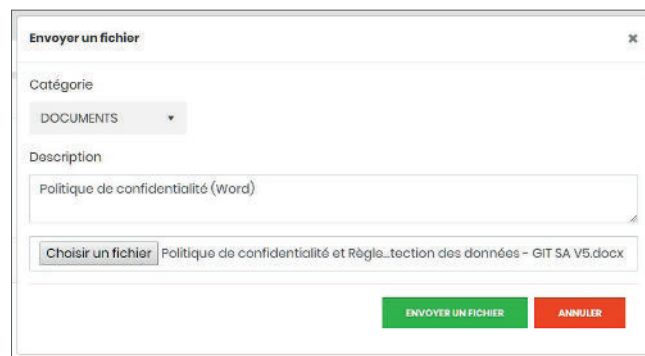 Envoyer un fichier ×
Catégorie
DOCUMENTS
Description
Politique de confidentialité (Word)
Choisir un fichier Politique de confidentialité et Règle...tection des données - GIT SA V5.docx
ENVOYER UN FICHIER ANNULER